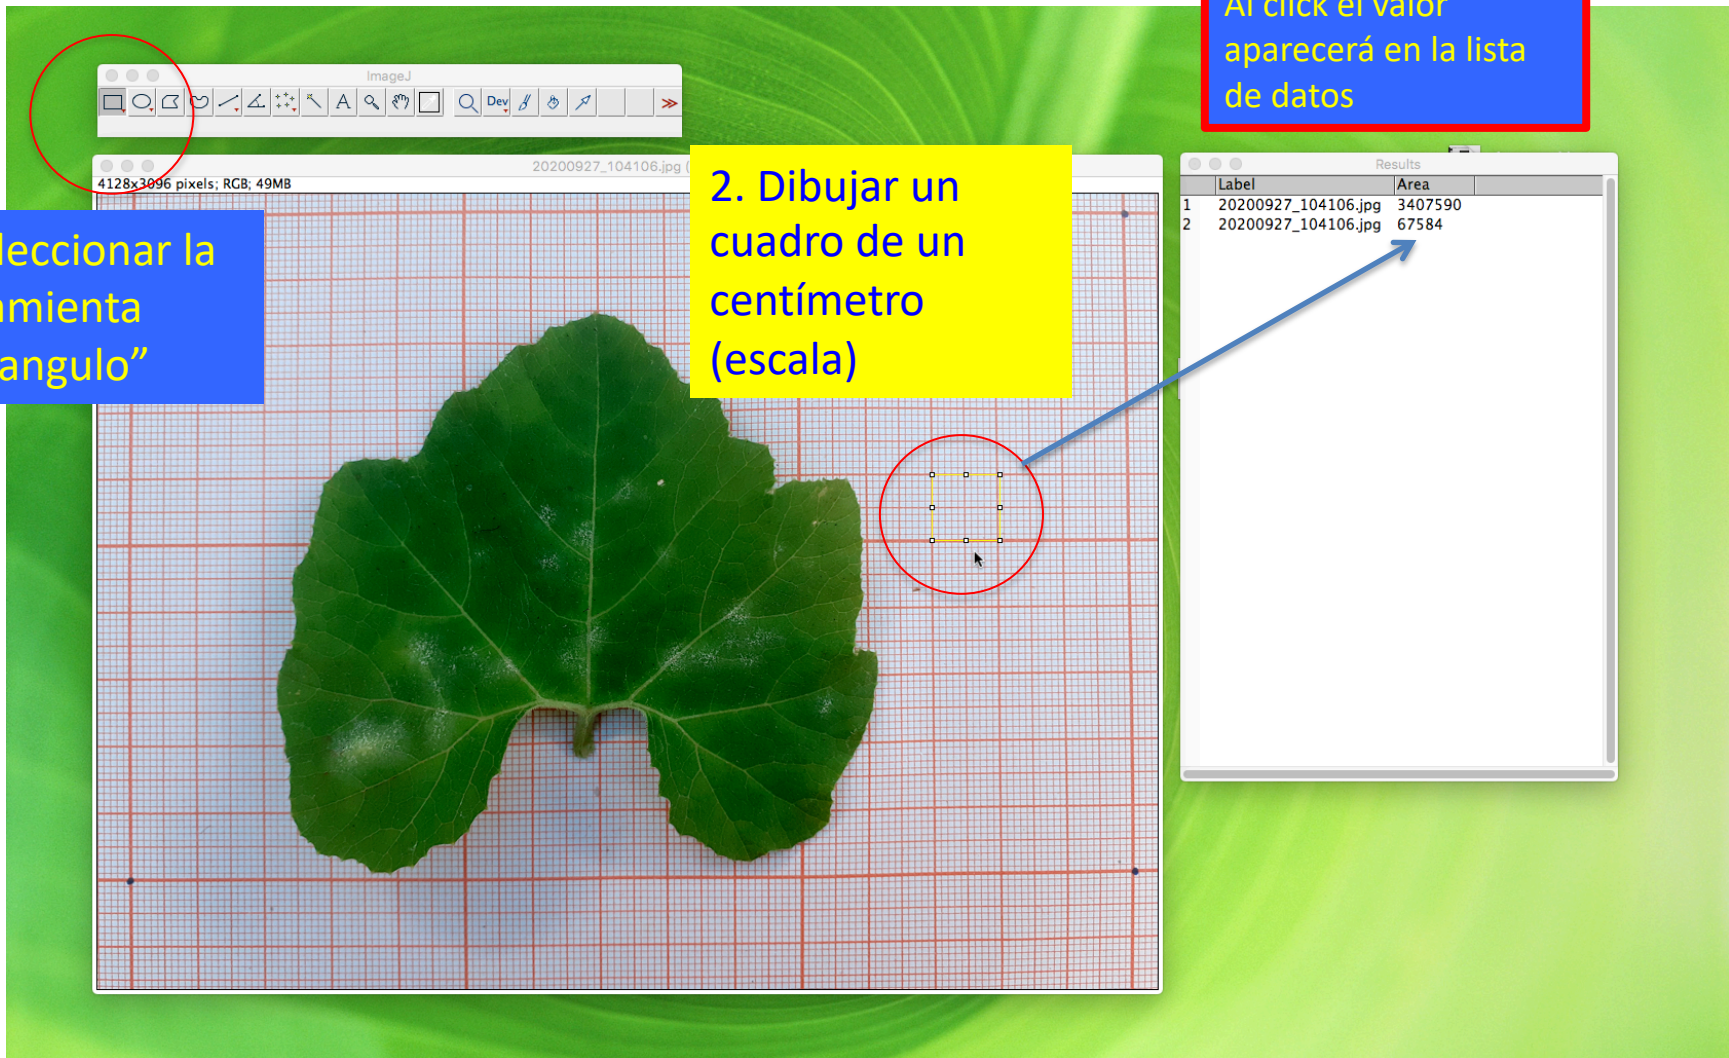 Al click el valor
aparecerá en la lista
de datos
ImageJ
A
Dev
20200927_104106.jpg (
4128x3096 pixels; RGB; 49MB
leccionar la
amienta
angulo”
2. Dibujar un
cuadro de un
centímetro
(escala)
Results
Label Area
1 20200927_104106.jpg 3407590
2 20200927_104106.jpg 67584